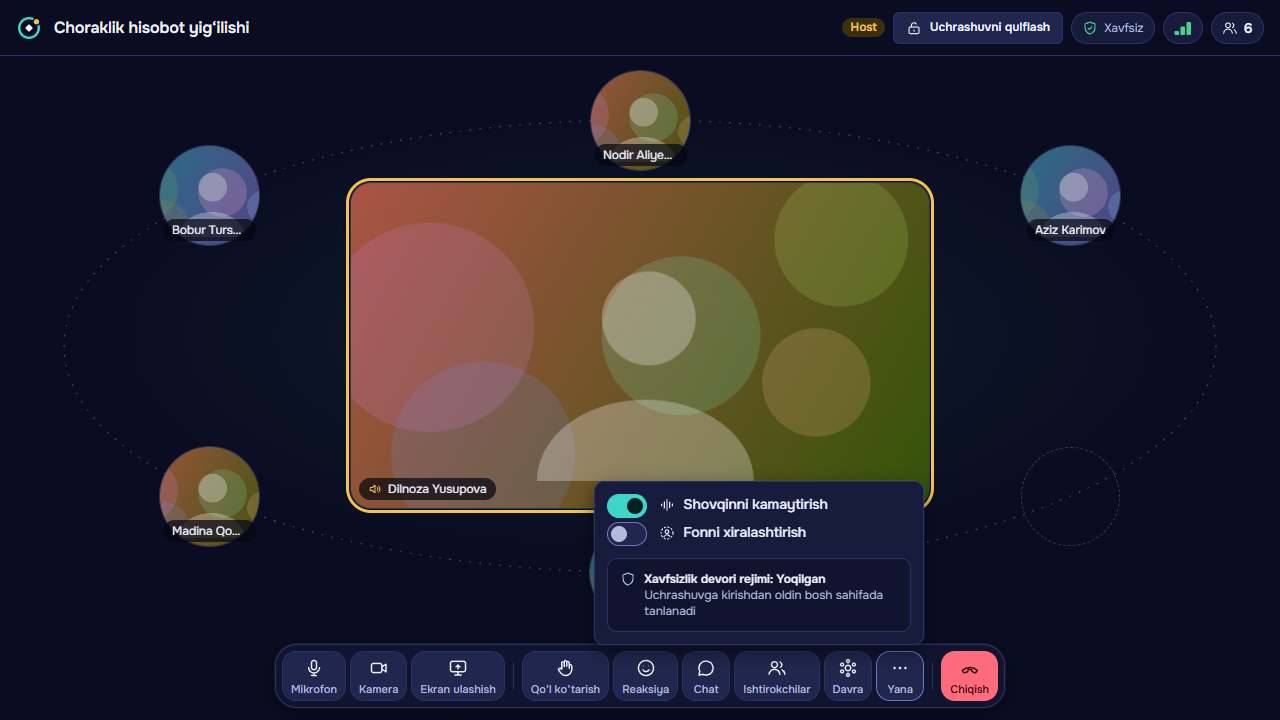 Choraklik hisobot yig‘ilishi
Host
Uchrashuvni qulflash
Xavfsiz
6
Nodir Aliye...
Bobur Turs...
Aziz Karimov
Dilnoza Yusupova
Madina Qo...
Shovqinni kamaytirish
Fonni xiralashtirish
Xavfsizlik devori rejimi: Yoqilgan
Uchrashuvga kirishdan oldin bosh sahifada
tanlanadi
Mikrofon
Kamera
Ekran ulashish
Qo‘l ko‘tarish
Reaksiya
Chat
Ishtirokchilar
Davra
Yana
Chiqish